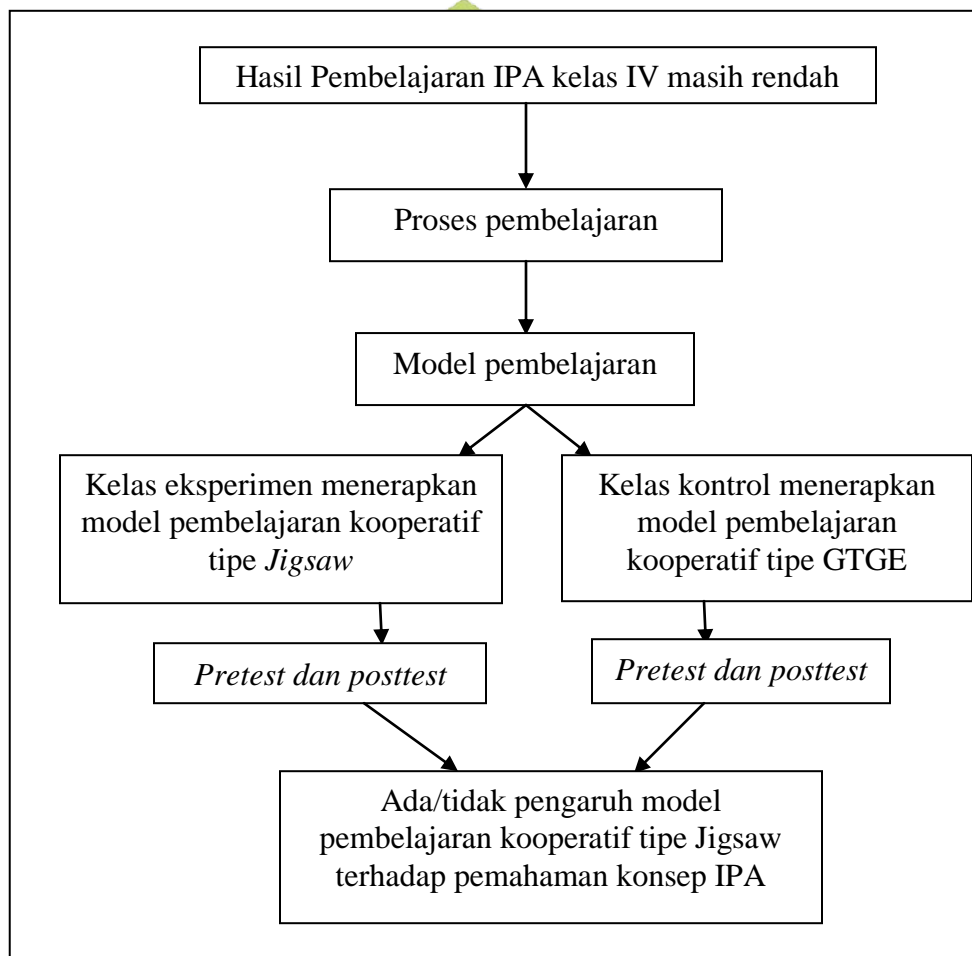 Hasil Pembelajaran IPA kelas IV masih rendah
Proses pembelajaran
Model pembelajaran
Kelas eksperimen menerapkan
model pembelajaran kooperatif
tipe Jigsaw
Kelas kontrol menerapkan
model pembelajaran
kooperatif tipe GTGE
Pretest dan posttest
Pretest dan posttest
Ada/tidak pengaruh model
pembelajaran kooperatif tipe Jigsaw
terhadap pemahaman konsep IPA